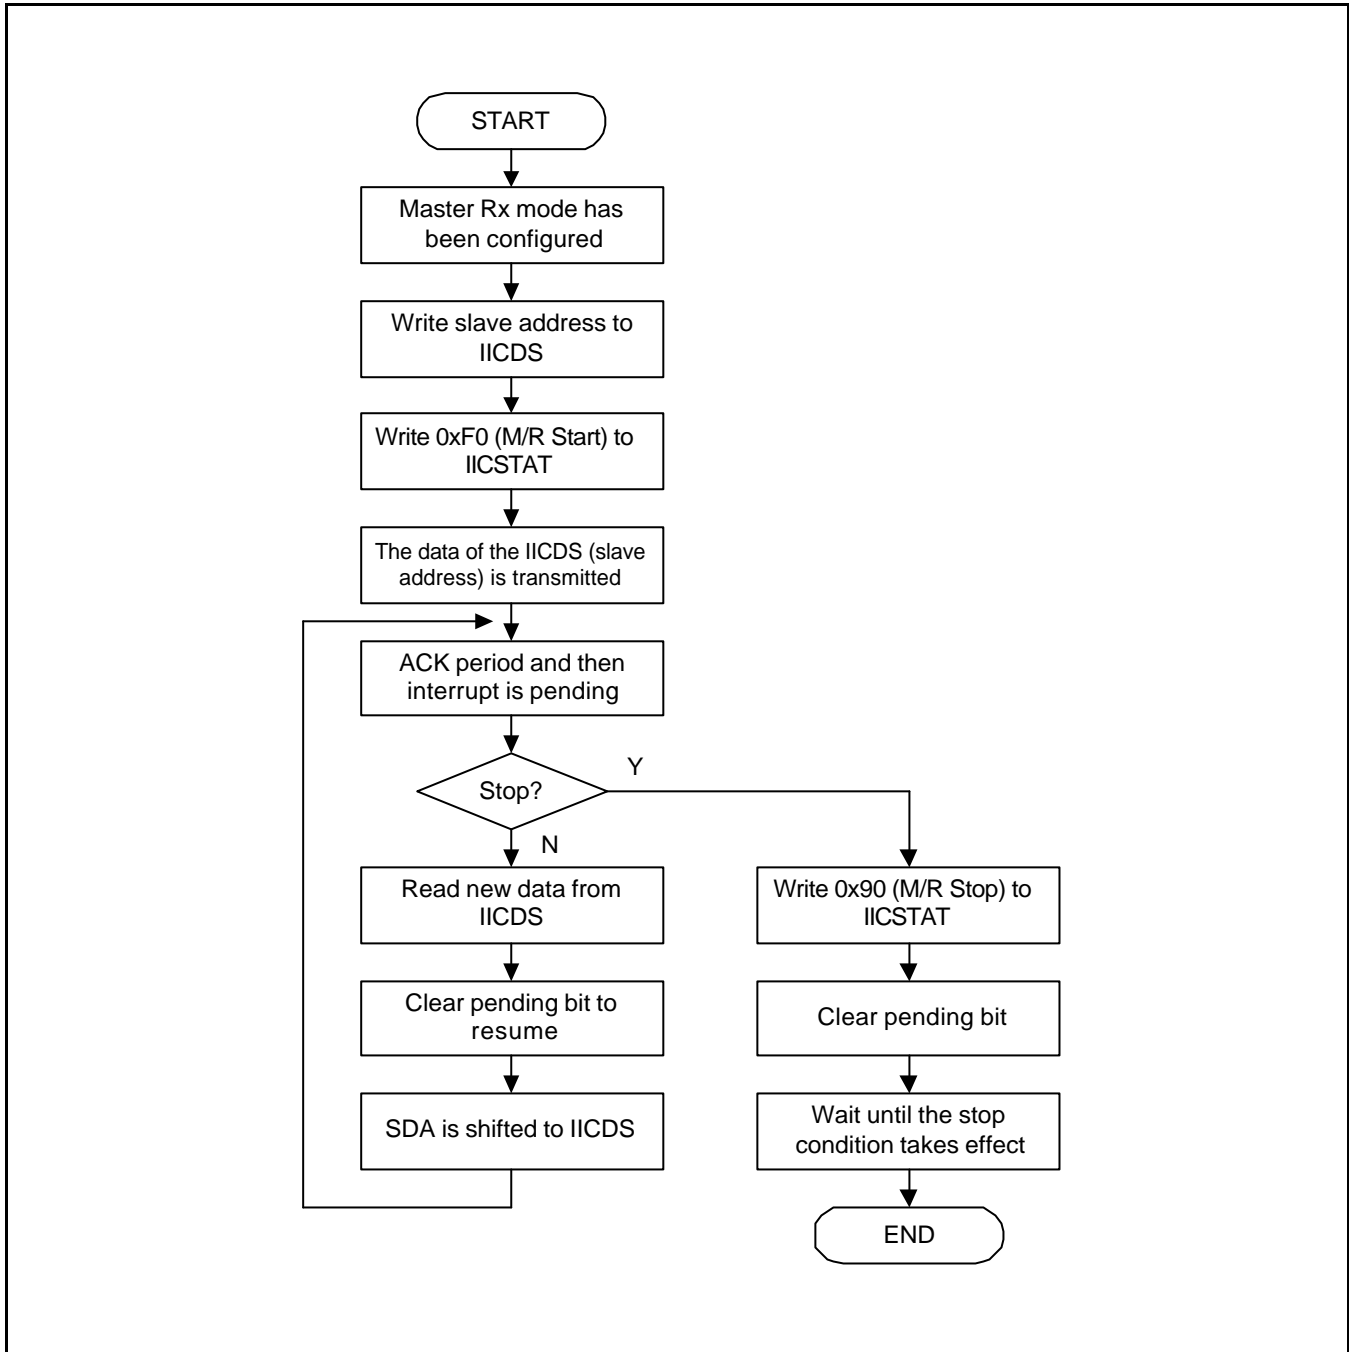 START
Master Rx mode has
been configured
Write slave address to
IICDS
Write 0xF0 (M/R Start) to
IICSTAT
The data of the IICDS (slave
address) is transmitted
ACK period and then
interrupt is pending
Stop?
Y
N
Read new data from
IICDS
Clear pending bit to
resume
SDA is shifted to IICDS
Write 0x90 (M/R Stop) to
IICSTAT
Clear pending bit
Wait until the stop
condition takes effect
END